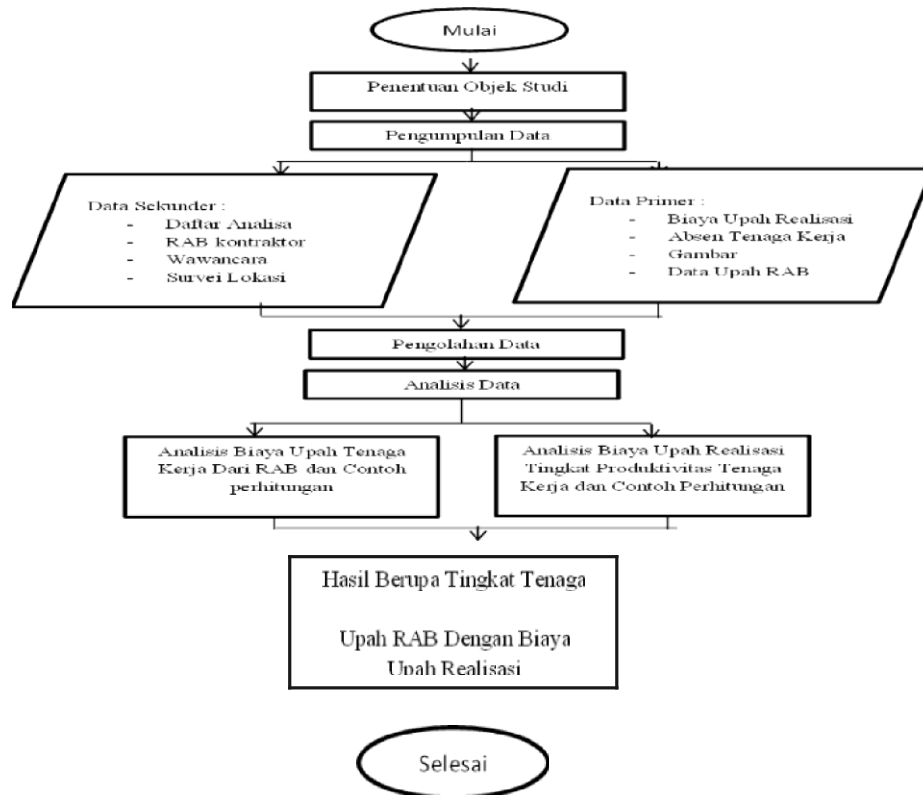 Mulai
Penentuan Objek Studi
Pengumpulan Data
Data Sekunder :
- Daftar Analisa
- RAB kontraktor
- Wawancara
- Survei Lokasi
Data Primer :
- Biaya Upah Realisasi
- Absen Tenaga Kerja
- Gambar
- Data Upah RAB
Pengolahan Data
Analisis Data
Analisis Biaya Upah Tenaga
Kerja Dari RAB dan Contoh
perhitungan
Analisis Biaya Upah Realisasi
Tingkat Produktivitas Tenaga
Kerja dan Contoh Perhitungan
Hasil Berupa Tingkat Tenaga
Upah RAB Dengan Biaya
Upah Realisasi
Selesai